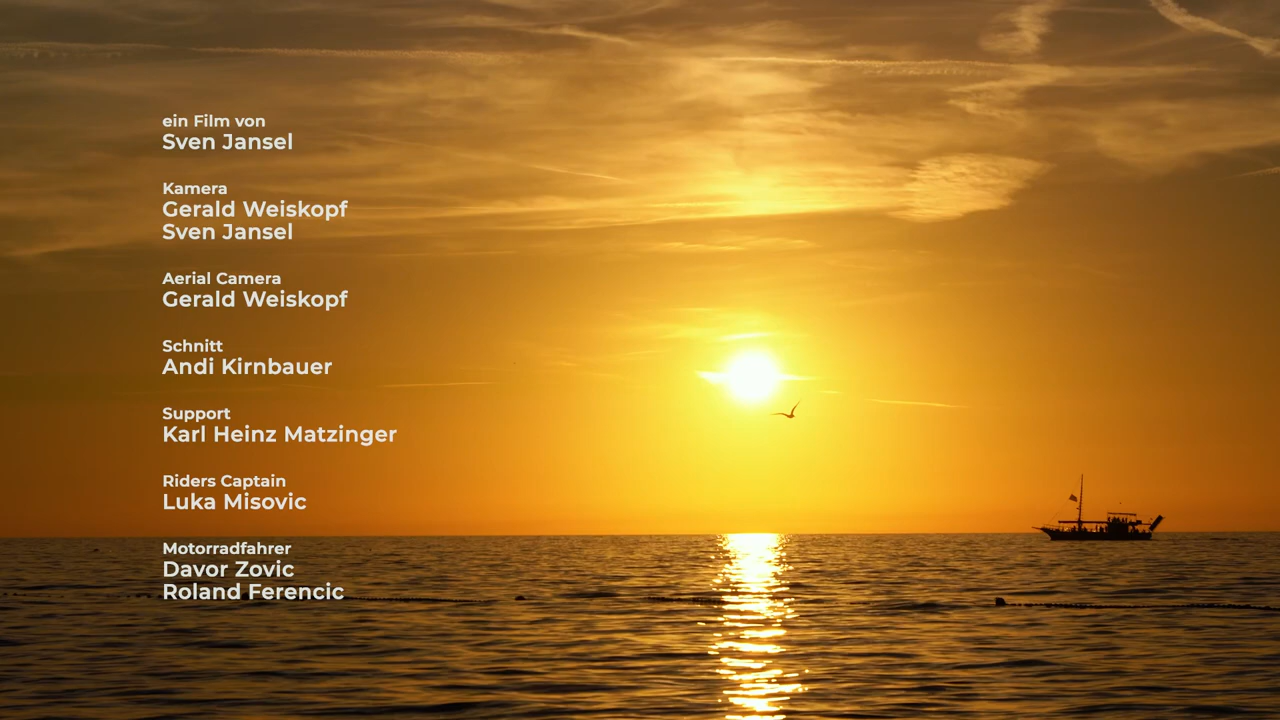 ein Film von
Sven Jansel
Kamera
Gerald Weiskopf
Sven Jansel
Aerial Camera
Gerald Weiskopf
Schnitt
Andi Kirnbauer
Support
Karl Heinz Matzinger
Riders Captain
Luka Misovic
Motorradfahrer
Davor Zovic
Roland Ferencic